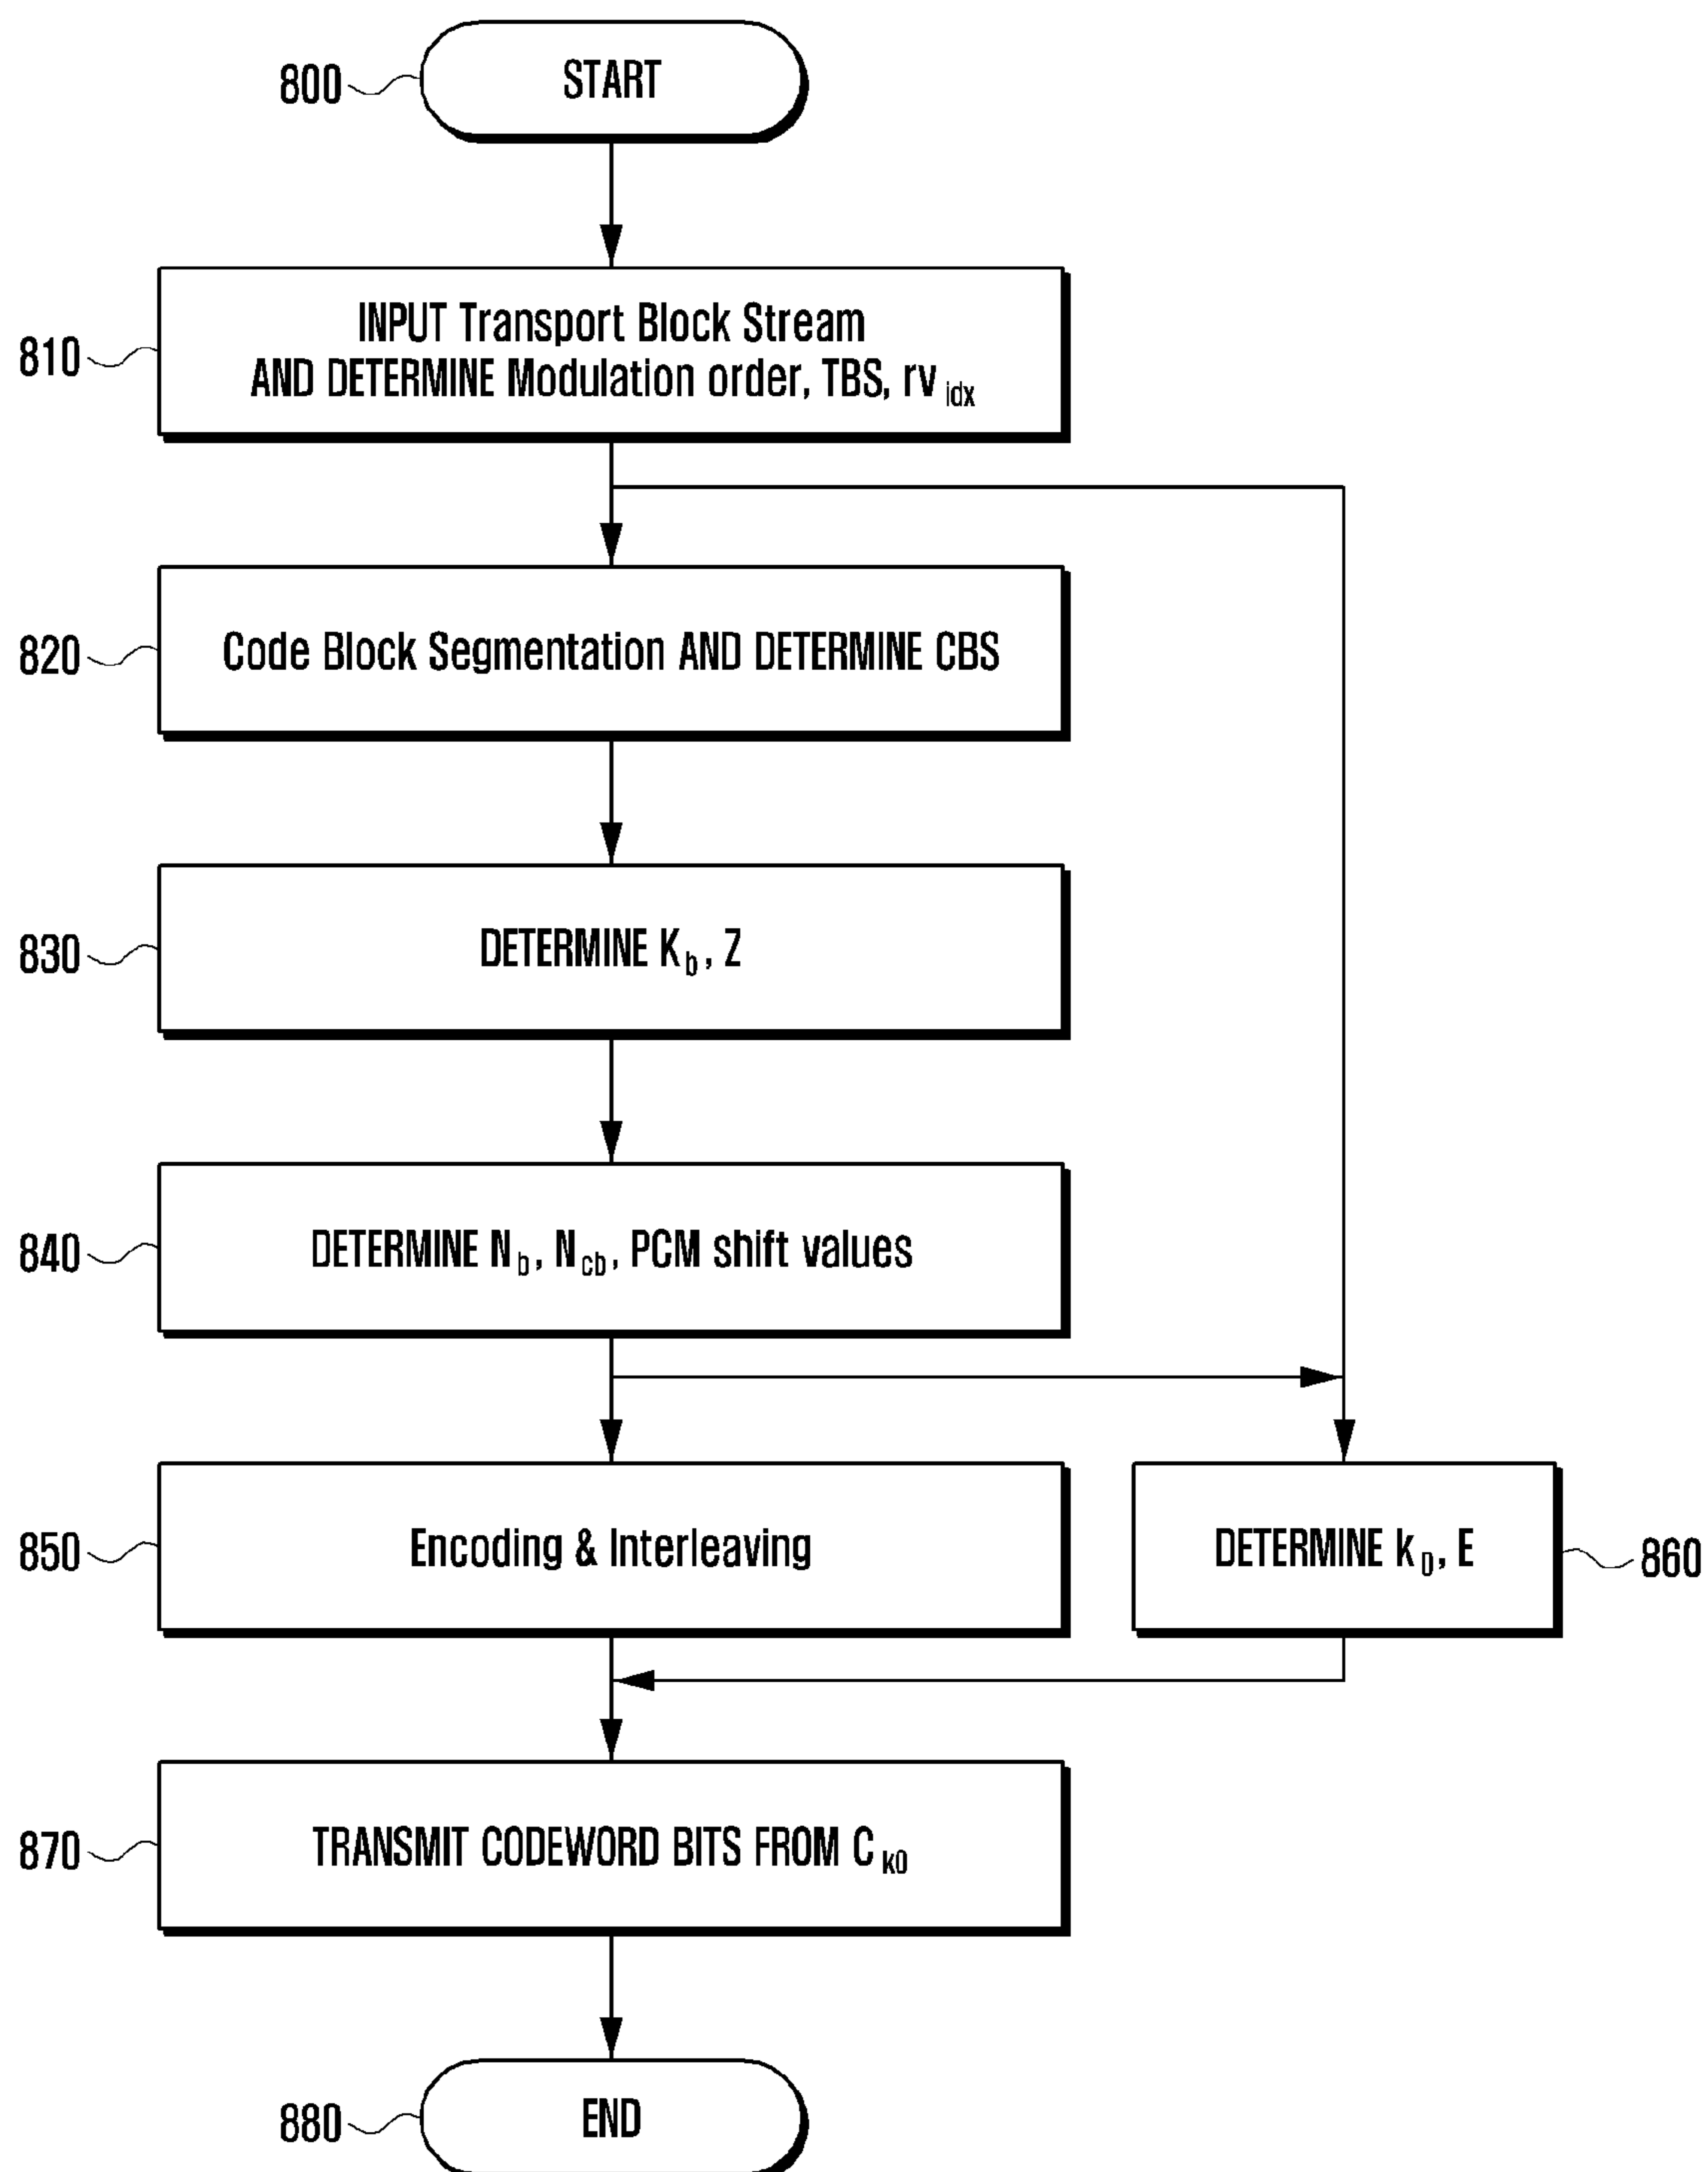 800
START
810
INPUT Transport Block Stream
AND DETERMINE Modulation order, TBS, rv idx
820
Code Block Segmentation AND DETERMINE CBS
830
DETERMINE K b , Z
840
DETERMINE N b, N cb, PCM shift values
850
Encoding & Interleaving
DETERMINE k 0, E
860
870
TRANSMIT CODEWORD BITS FROM C k0
880
END